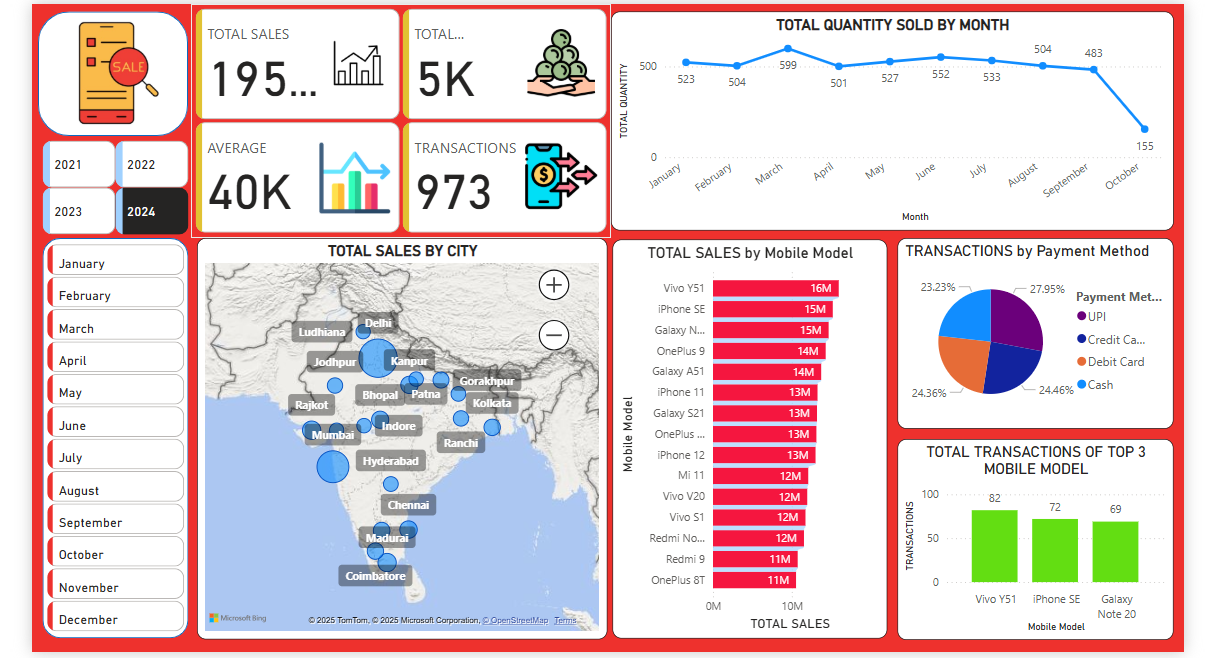 SALE
2021
2022
2023
2024
January
February
March
April
May
June
July
August
September
October
November
December
TOTAL SALES
195...
TOTAL...
5K
AVERAGE
40K
TRANSACTIONS
973
$
TOTAL QUANTITY SOLD BY MONTH
TOTAL QUANTITY
500
0
523
504
599
501
527
552
533
504
483
155
January
February
March
April
May
June
July
August
September
October
Month
TOTAL SALES BY CITY
Delhi
Ludhiana
Jodhpur
Kanpur
Gorakhpur
Bhopal
Patna
Kolkata
Rajkot
Indore
Mumbai
Ranchi
Hyderabad
Chennai
Madurai
Coimbatore
Microsoft Bing
© 2025 TomTom, © 2025 Microsoft Corporation, © OpenStreetMap Terms
TOTAL SALES by Mobile Model
Mobile Model
Vivo Y51 16M
iPhone SE 15M
Galaxy N... 15M
OnePlus 9 14M
Galaxy A51 14M
iPhone 11 13M
Galaxy S21 13M
OnePlus ... 13M
iPhone 12 13M
Mi 11 12M
Vivo V20 12M
Vivo S1 12M
Redmi No... 12M
Redmi 9 11M
OnePlus 8T 11M
0M 10M
TOTAL SALES
TRANSACTIONS by Payment Method
23.23%
27.95%
24.36%
24.46%
Payment Met...
UPI
Credit Ca...
Debit Card
Cash
TOTAL TRANSACTIONS OF TOP 3
MOBILE MODEL
TRANSACTIONS
100
50
0
82
72
69
Vivo Y51
iPhone SE
Galaxy
Note 20
Mobile Model